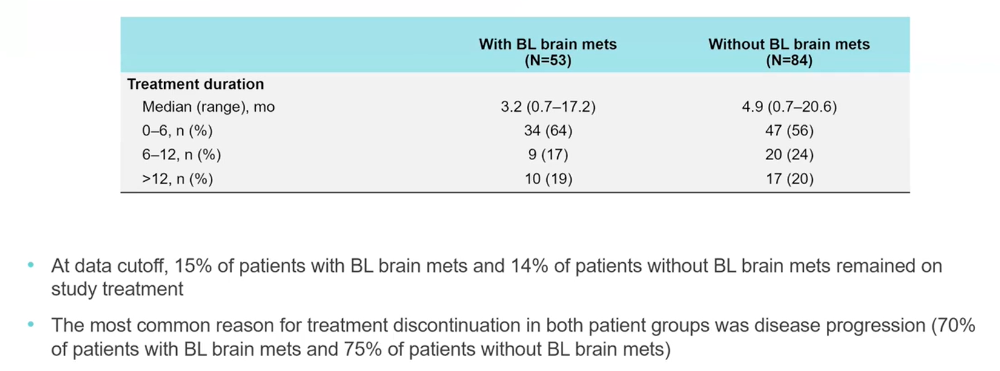 With BL brain mets Without BL brain mets
(N=53) (N=84)
Treatment duration
Median (range), mo 3.2 (0.7–17.2) 4.9 (0.7–20.6)
0–6, n (%) 34 (64) 47 (56)
6–12, n (%) 9 (17) 20 (24)
>12, n (%) 10 (19) 17 (20)
• At data cutoff, 15% of patients with BL brain mets and 14% of patients without BL brain mets remained on
study treatment
• The most common reason for treatment discontinuation in both patient groups was disease progression (70%
of patients with BL brain mets and 75% of patients without BL brain mets)